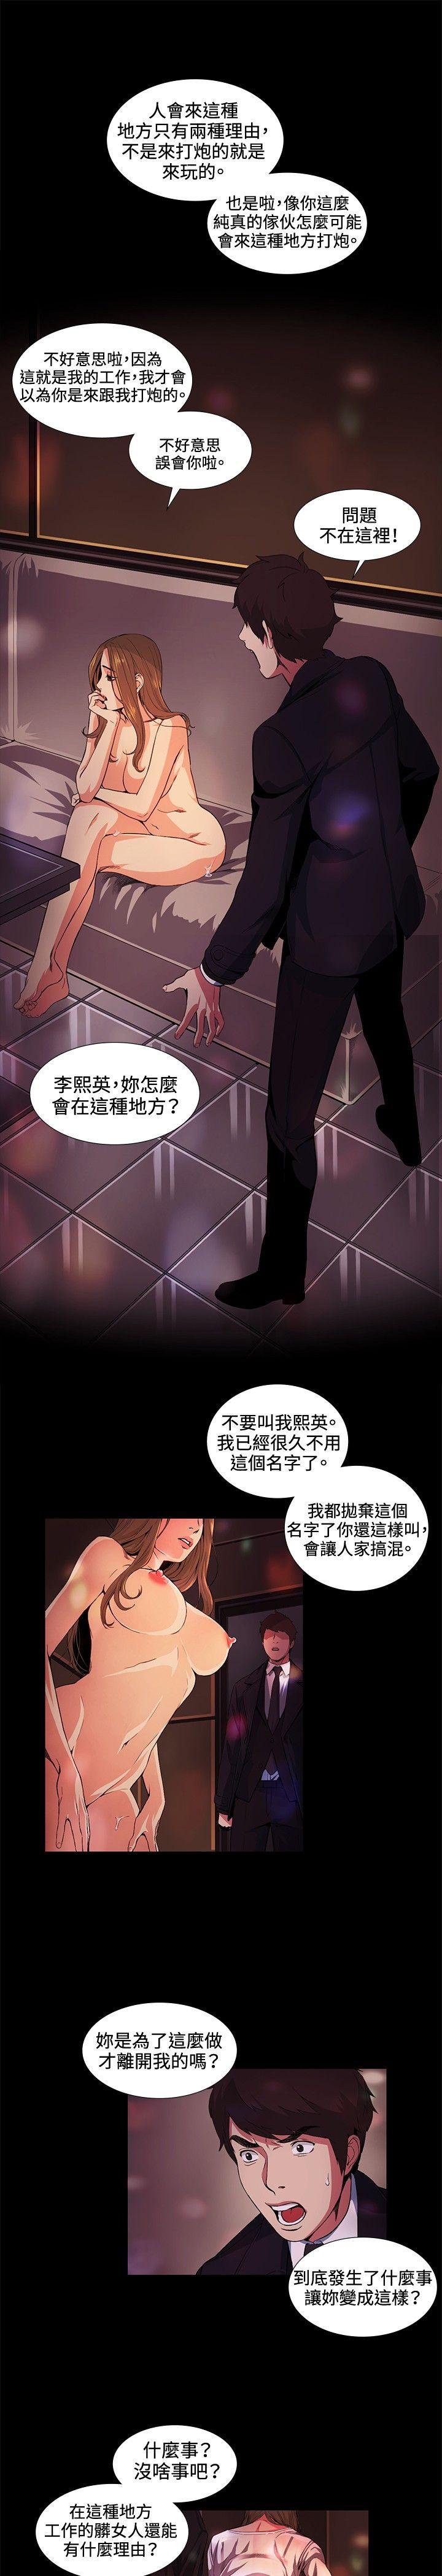 人會來這種
地方只有兩種理由，
不是來打炮的就是
來玩的。
也是啦，像你這麼
純真的傢伙怎麼可能
會來這種地方打炮。
不好意思啦，因為
這就是我的工作，我才會
以為你是來跟我打炮的。
不好意思
誤會你啦。
問題
不在這裡！
李熙英，妳怎麼
會在這種地方？
不要叫我熙英。
我已經很久不用
這個名字了。
我都拋棄這個
名字了你還這樣叫，
會讓人家搞混。
妳是為了這麼做
才離開我的嗎？
到底發生了什麼事
讓妳變成這樣？
什麼事？
沒啥事吧？
在這種地方
工作的髒女人還能
有什麼理由？